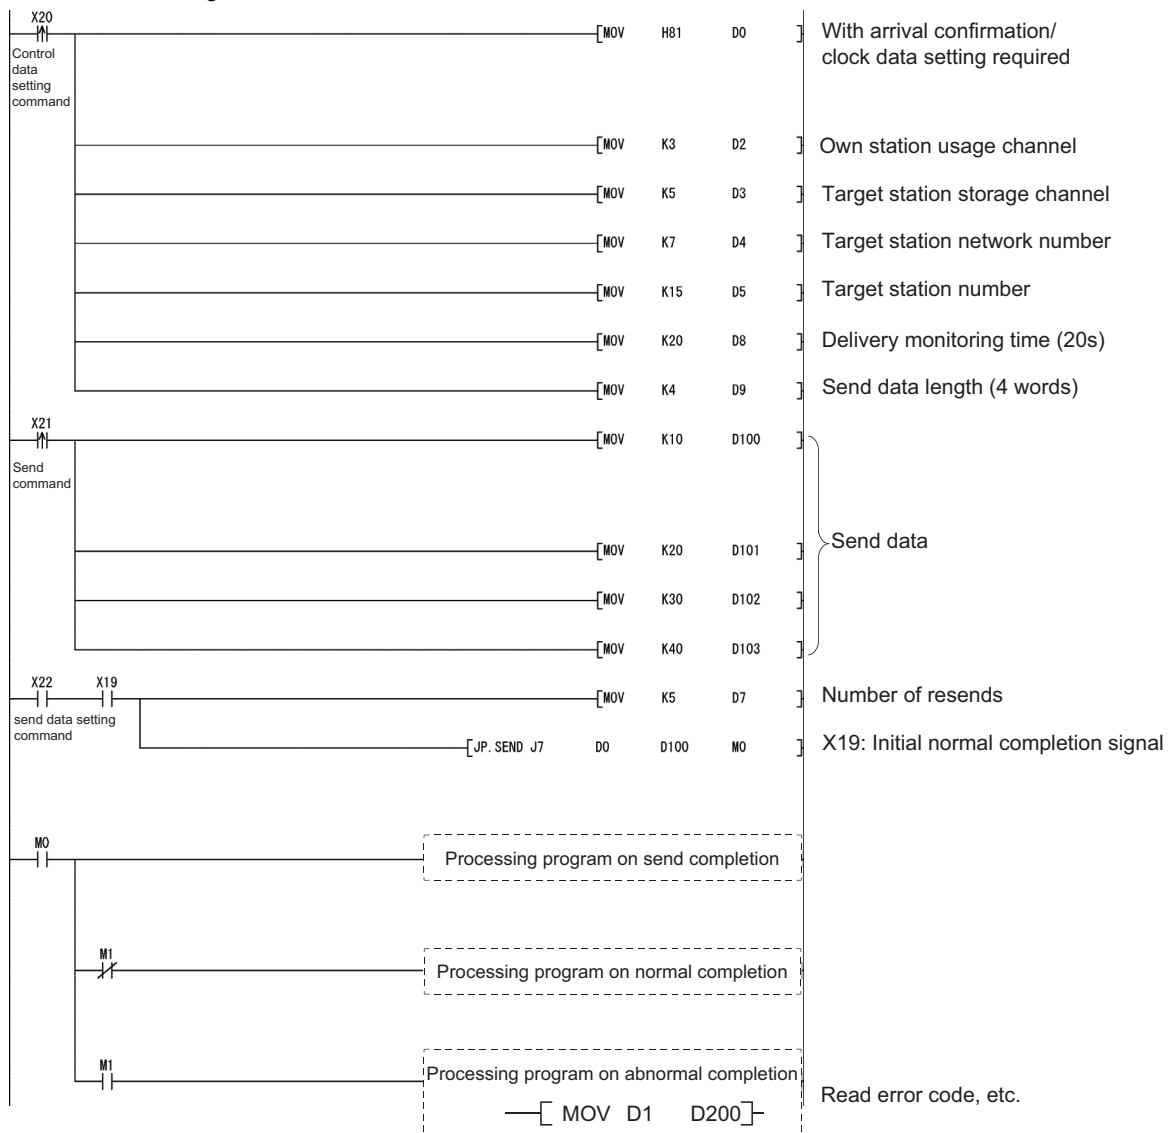 X20
[MOV H81 D0 ]
With arrival confirmation/
clock data setting required
Control
data
setting
command
[MOV K3 D2 ]
Own station usage channel
[MOV K5 D3 ]
Target station storage channel
[MOV K7 D4 ]
Target station network number
[MOV K15 D5 ]
Target station number
[MOV K20 D8 ]
Delivery monitoring time (20s)
[MOV K4 D9 ]
Send data length (4 words)
X21
[MOV K10 D100 ]
Send
command
[MOV K20 D101 ]
Send data
[MOV K30 D102 ]
[MOV K40 D103 ]
X22 X19
[MOV K5 D7 ]
Number of resends
send data setting
command
[JP.SEND J7 D0 D100 M0 ]
X19: Initial normal completion signal
M0
Processing program on send completion
M1
Processing program on normal completion
M1
Processing program on abnormal completion
[ MOV D1 D200]
Read error code, etc.